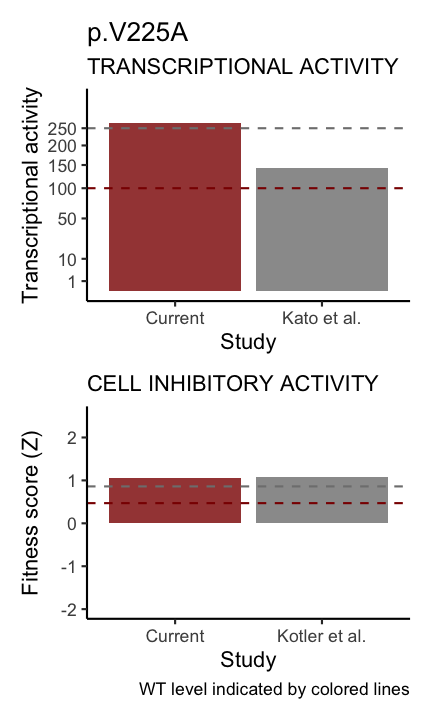 p.V225A
TRANSCRIPTIONAL ACTIVITY
Transcriptional activity
250
200
150
100
50
10
1
Current
Kato et al.
Study
CELL INHIBITORY ACTIVITY
Fitness score (Z)
2
1
0
-1
-2
Current
Kotler et al.
Study
WT level indicated by colored lines